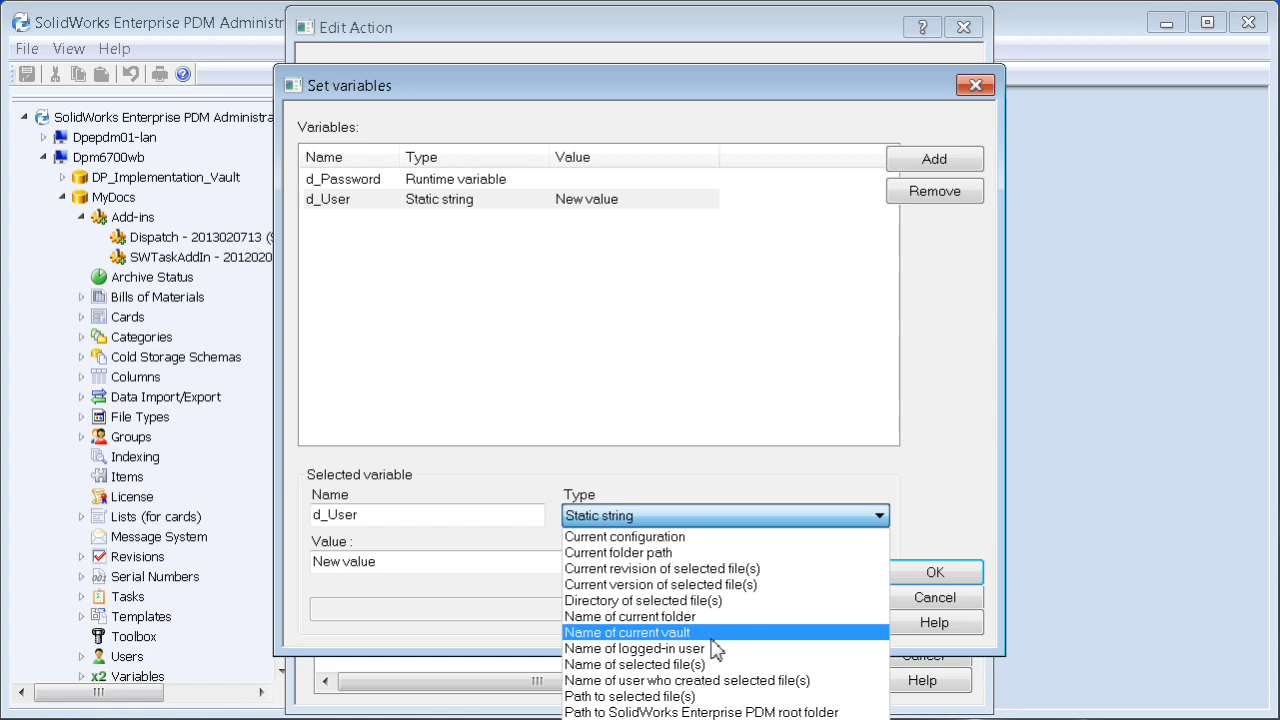 SolidWorks Enterprise PDM Administr
File View Help
SolidWorks Enterprise PDM Administra
Dpepdm01-lan
Dpm6700wb
DP_Implementation_Vault
MyDocs
Add-ins
Dispatch - 2013020713 (S
SWTaskAddIn - 2012020
Archive Status
Bills of Materials
Cards
Categories
Cold Storage Schemas
Columns
Data Import/Export
File Types
Groups
Indexing
Items
License
Lists (for cards)
Message System
Revisions
Serial Numbers
Tasks
Templates
Toolbox
Users
x2 Variables
Edit Action
Set variables
Variables:
Name Type Value
d_Password Runtime variable
d_User Static string New value
Add
Remove
Selected variable
Name Type
d_User Static string
Value :
New value
Current configuration
Current folder path
Current revision of selected file(s)
Current version of selected file(s)
Directory of selected file(s)
Name of current folder
Name of current vault
Name of logged-in user
Name of selected file(s)
Name of user who created selected file(s)
Path to selected file(s)
Path to SolidWorks Enterprise PDM root folder
OK
Cancel
Help
Cancel
Help